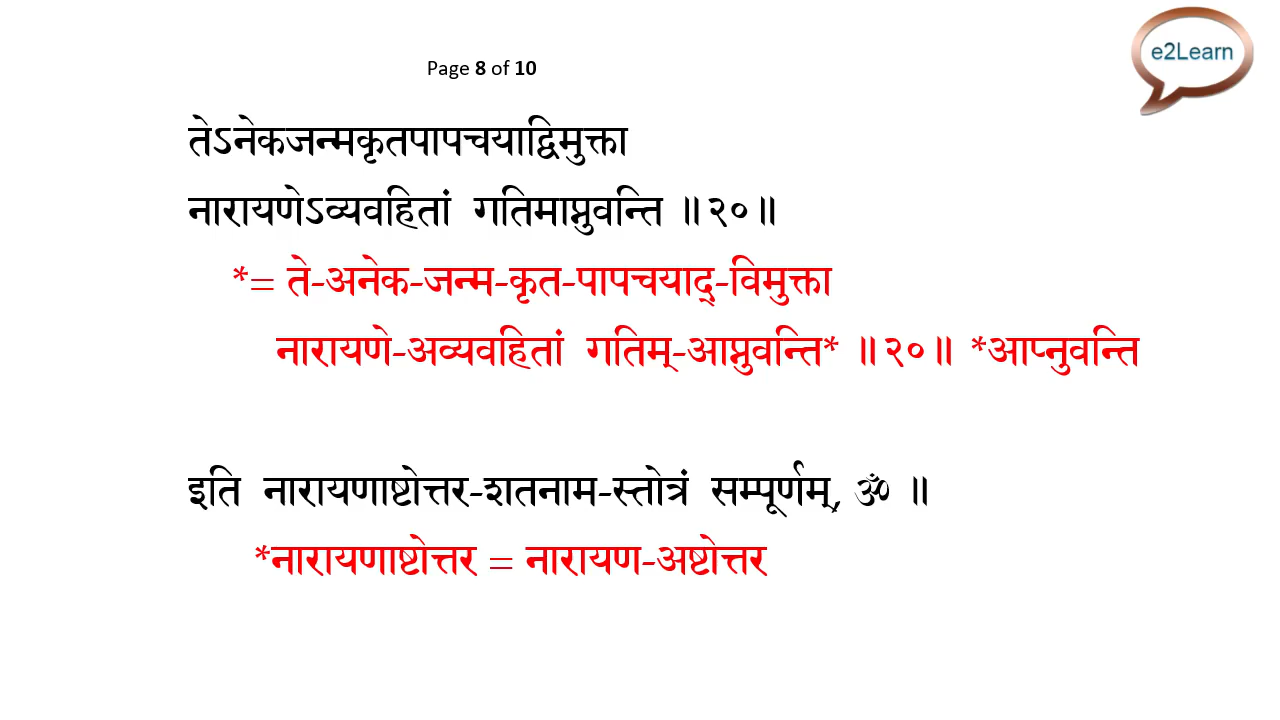 e2Learn
Page 8 of 10
तेऽनेकजन्मकृतपापचयाद्विमुक्ता
नारायणेऽव्यवहितां गतिमाप्नुवन्ति ॥२०॥
*= ते-अनेक-जन्म-कृत-पापचयाद्-विमुक्ता
नारायणे-अव्यवहितां गतिम्-आप्नुवन्ति* ॥२०॥ *आप्‌नुवन्ति
इति नारायणाष्टोत्तर-शतनाम-स्तोत्रं सम्पूर्णम्, ॐ ॥
*नारायणाष्टोत्तर = नारायण-अष्टोत्तर